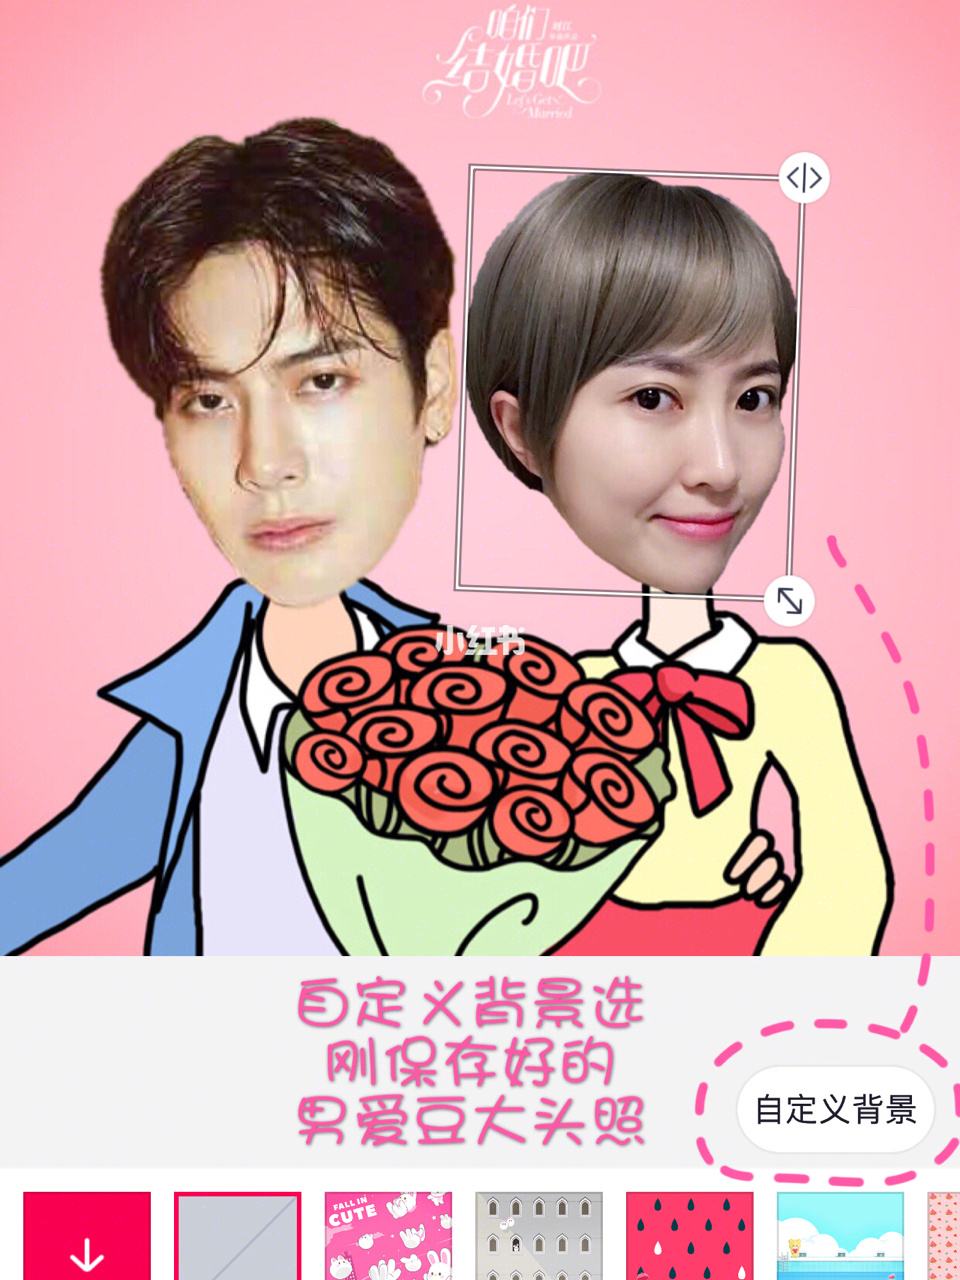 咱们
结婚吧
Let's Get
Married
小红书
自定义背景选
刚保存好的
男爱豆大头照
自定义背景
FALL IN
CUTE